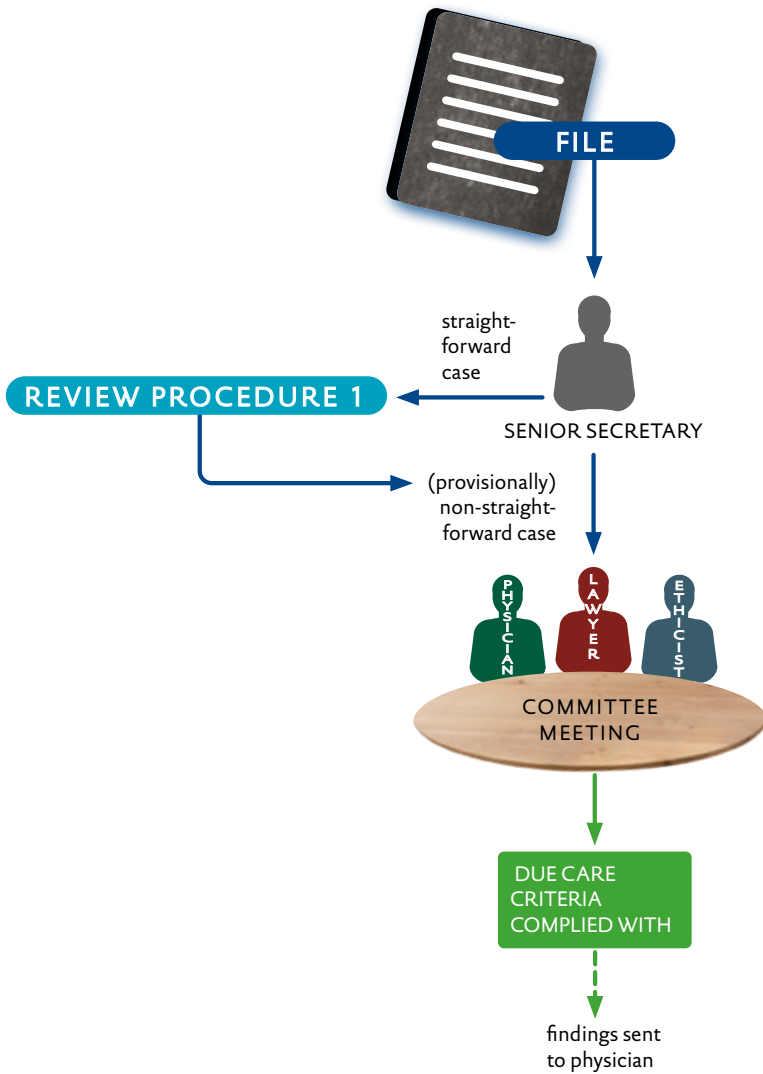 FILE
straight-
forward
case
REVIEW PROCEDURE 1
SENIOR SECRETARY
(provisionally)
non-straight-
forward case
PHYSICIAN
LAWYER
ETHICIST
COMMITTEE
MEETING
DUE CARE
CRITERIA
COMPLIED WITH
findings sent
to physician